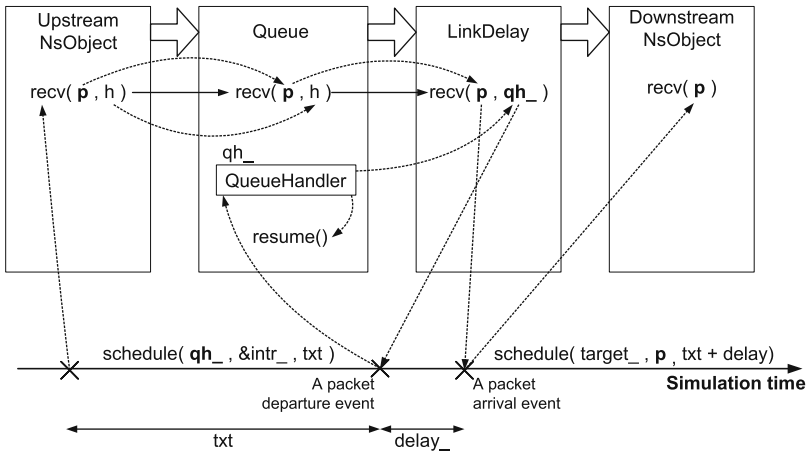 Upstream
NsObject
Queue
LinkDelay
Downstream
NsObject
recv( p , h )
recv( p , h )
recv( p , qh_ )
recv( p )
qh_
QueueHandler
resume()
schedule( qh_ , &intr_ , txt )
schedule( target_ , p , txt + delay)
A packet
departure event
A packet
arrival event
Simulation time
txt
delay_